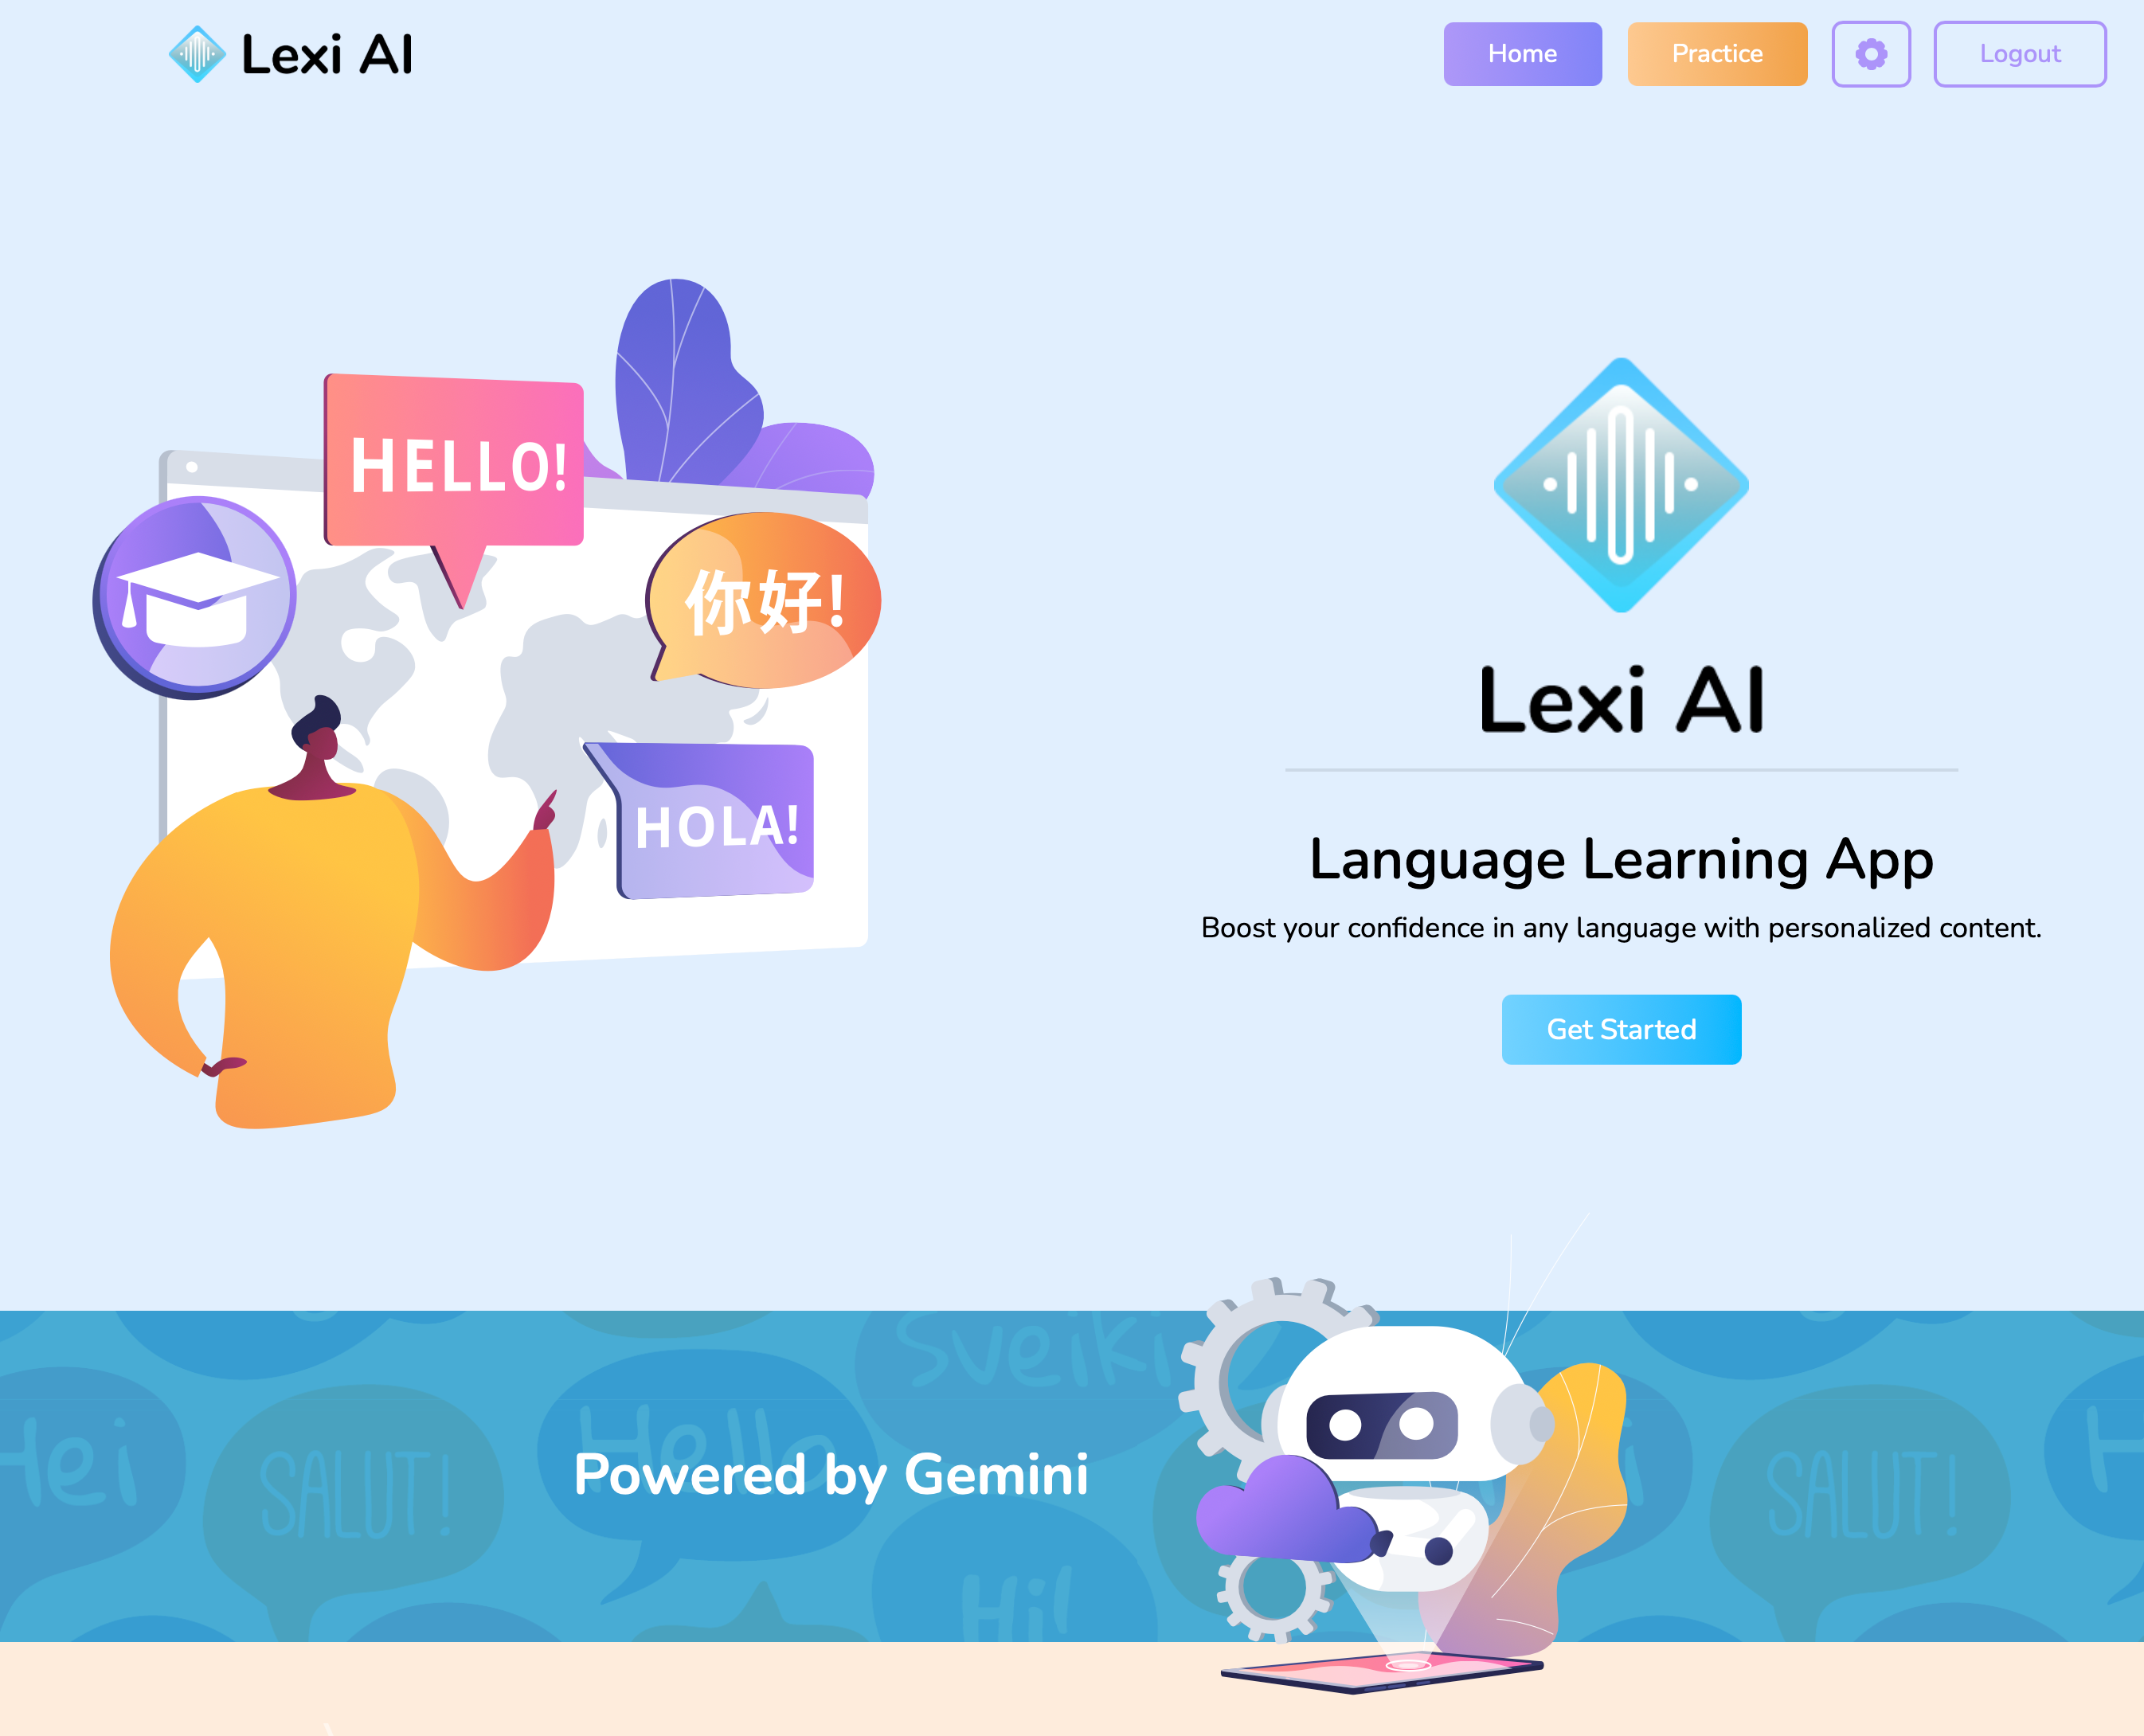 Lexi AI
Home
Practice
Logout
HELLO!
你好!
HOLA!
Lexi AI
Language Learning App
Boost your confidence in any language with personalized content.
Get Started
Sveiki
Hei
SALUT!
Hello
Powered by Gemini
SALUT!
H
Hi!